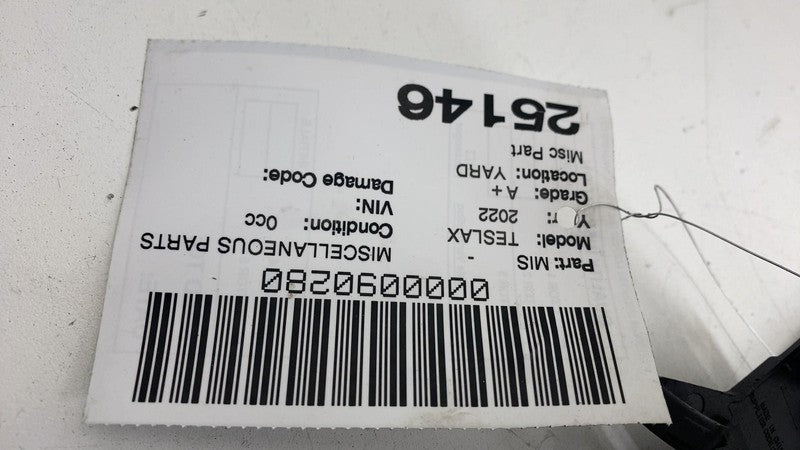 0000090280
Part: MIS - MISCELLANEOUS PARTS
Model: TESLAX Condition: 0cc
Y r: 2022 VIN:
Grade: A + Damage Code:
Location: YARD
Misc Part
25146